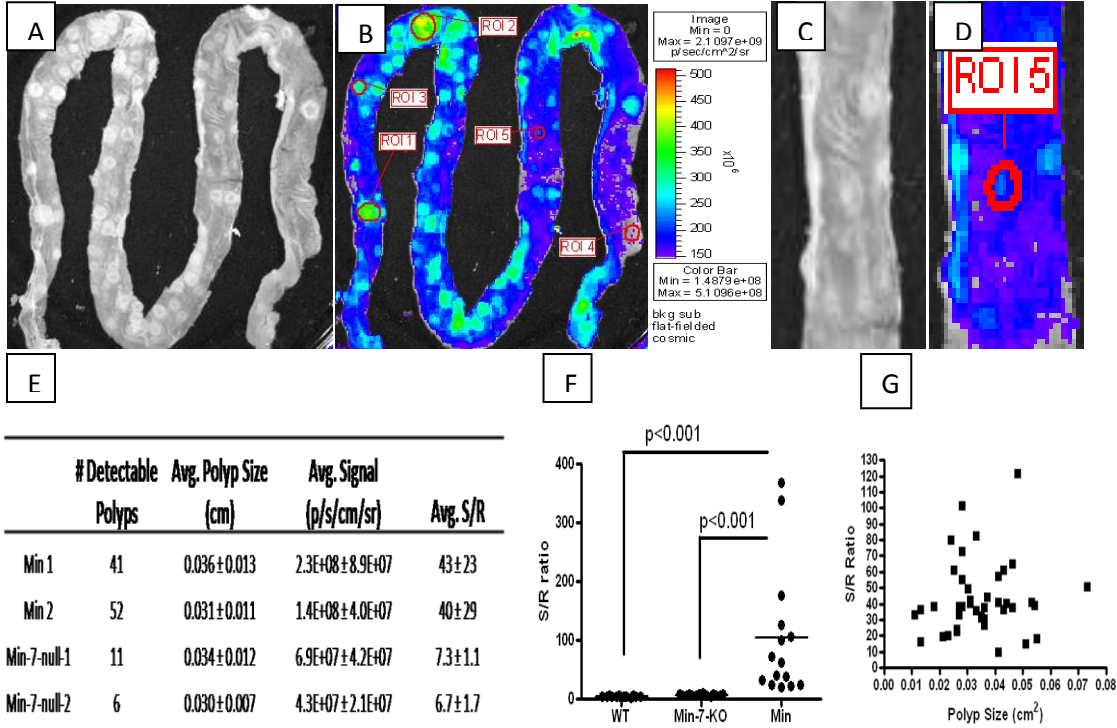 A
B
ROI 2
ROI 3
ROI 1
ROI 5
ROI 4
Image
Min = 0
Max = 2.1097e+09
p/sec/cm^2/sr
500
450
400
350
300
250
200
150
x10^6
Color Bar
Min = 1.4879e+08
Max = 5.1096e+08
bkg sub
flat-fielded
cosmic
C
D
ROI 5
E
# Detectable Polyps Avg. Polyp Size (cm) Avg. Signal (p/s/cm/sr) Avg. S/R
Min 1 41 0.036±0.013 2.3E+08±8.9E+07 43±23
Min 2 52 0.031±0.011 1.4E+08±4.0E+07 40±29
Min-7-null-1 11 0.034±0.012 6.9E+07±4.2E+07 7.3±1.1
Min-7-null-2 6 0.030±0.007 4.3E+07±2.1E+07 6.7±1.7
F
p<0.001
p<0.001
S/R ratio
400
300
200
100
0
WT Min-7-KO Min
G
S/R Ratio
130
120
110
100
90
80
70
60
50
40
30
20
10
0
0.00 0.01 0.02 0.03 0.04 0.05 0.06 0.07 0.08
Polyp Size (cm²)